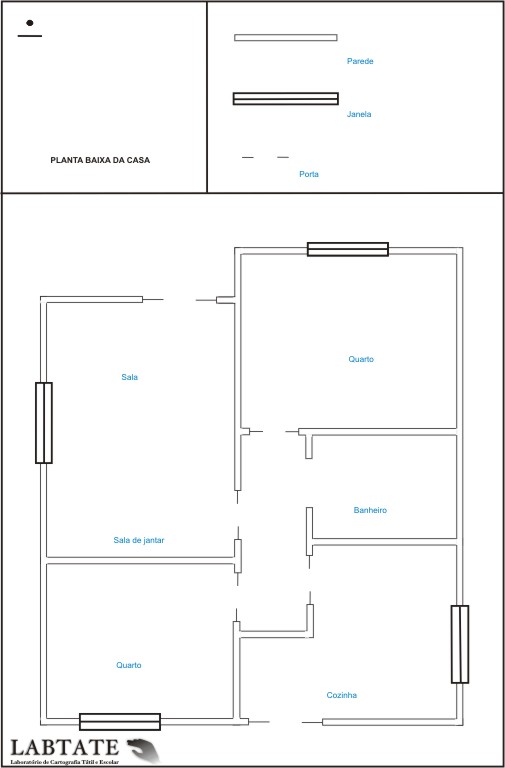 Parede
Janela
PLANTA BAIXA DA CASA
Porta
Quarto
Sala
Banheiro
Sala de jantar
Quarto
Cozinha
LABTATE
Laboratório de Cartografia Tátil e Escolar